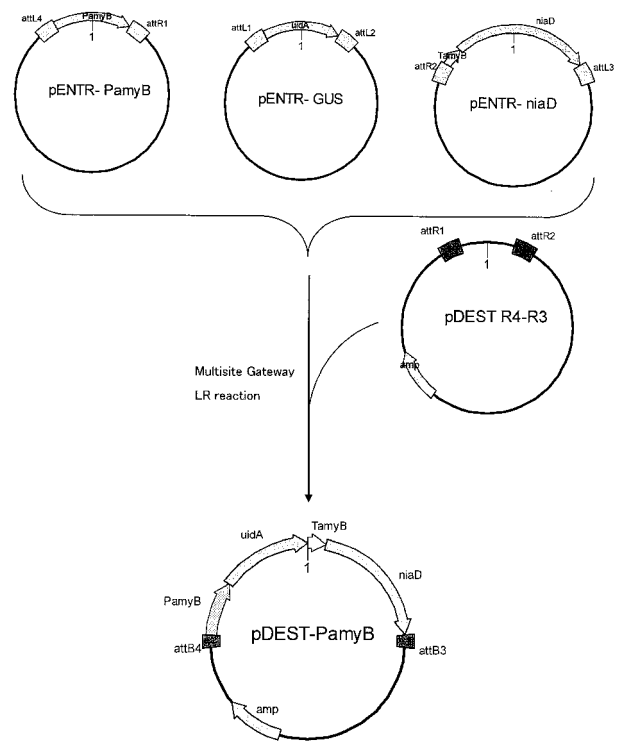 attL4
PamyB
attR1
1
pENTR- PamyB
attL1
uidA
attL2
1
pENTR- GUS
attR2
TamyB
niaD
attL3
1
pENTR- niaD
attR1
attR2
1
pDEST R4-R3
amp
Multisite Gateway
LR reaction
uidA
TamyB
1
niaD
PamyB
attB4
pDEST-PamyB
attB3
amp